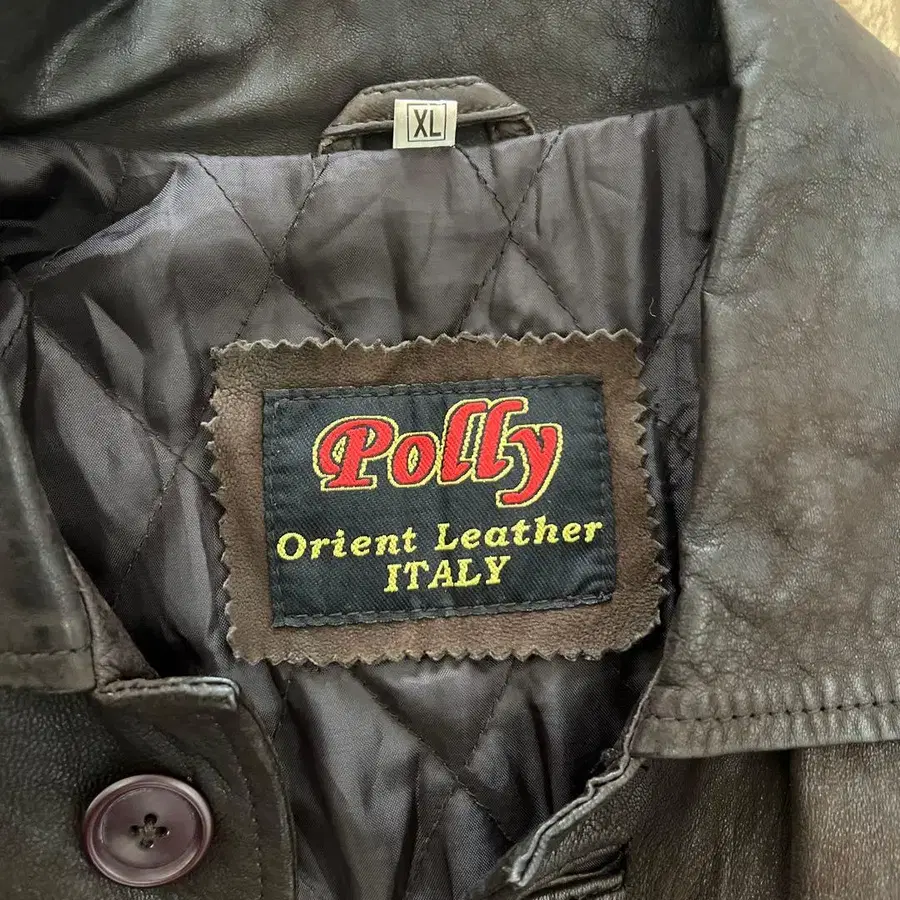 XL
Polly
Orient Leather
ITALY